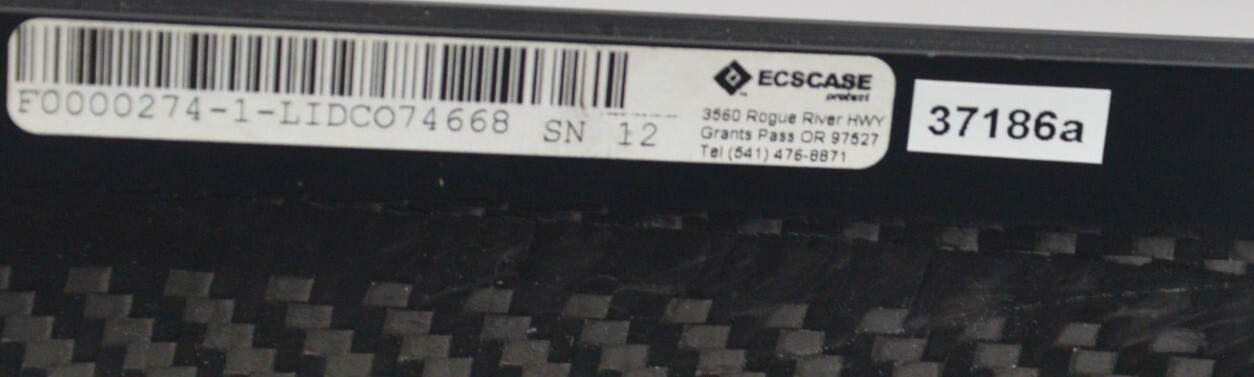 F0000274-1-LIDCO74668 SN 12
ECSCASE
protect
3560 Rogue River HWY
Grants Pass OR 97527
Tel (541) 476-8871
37186a